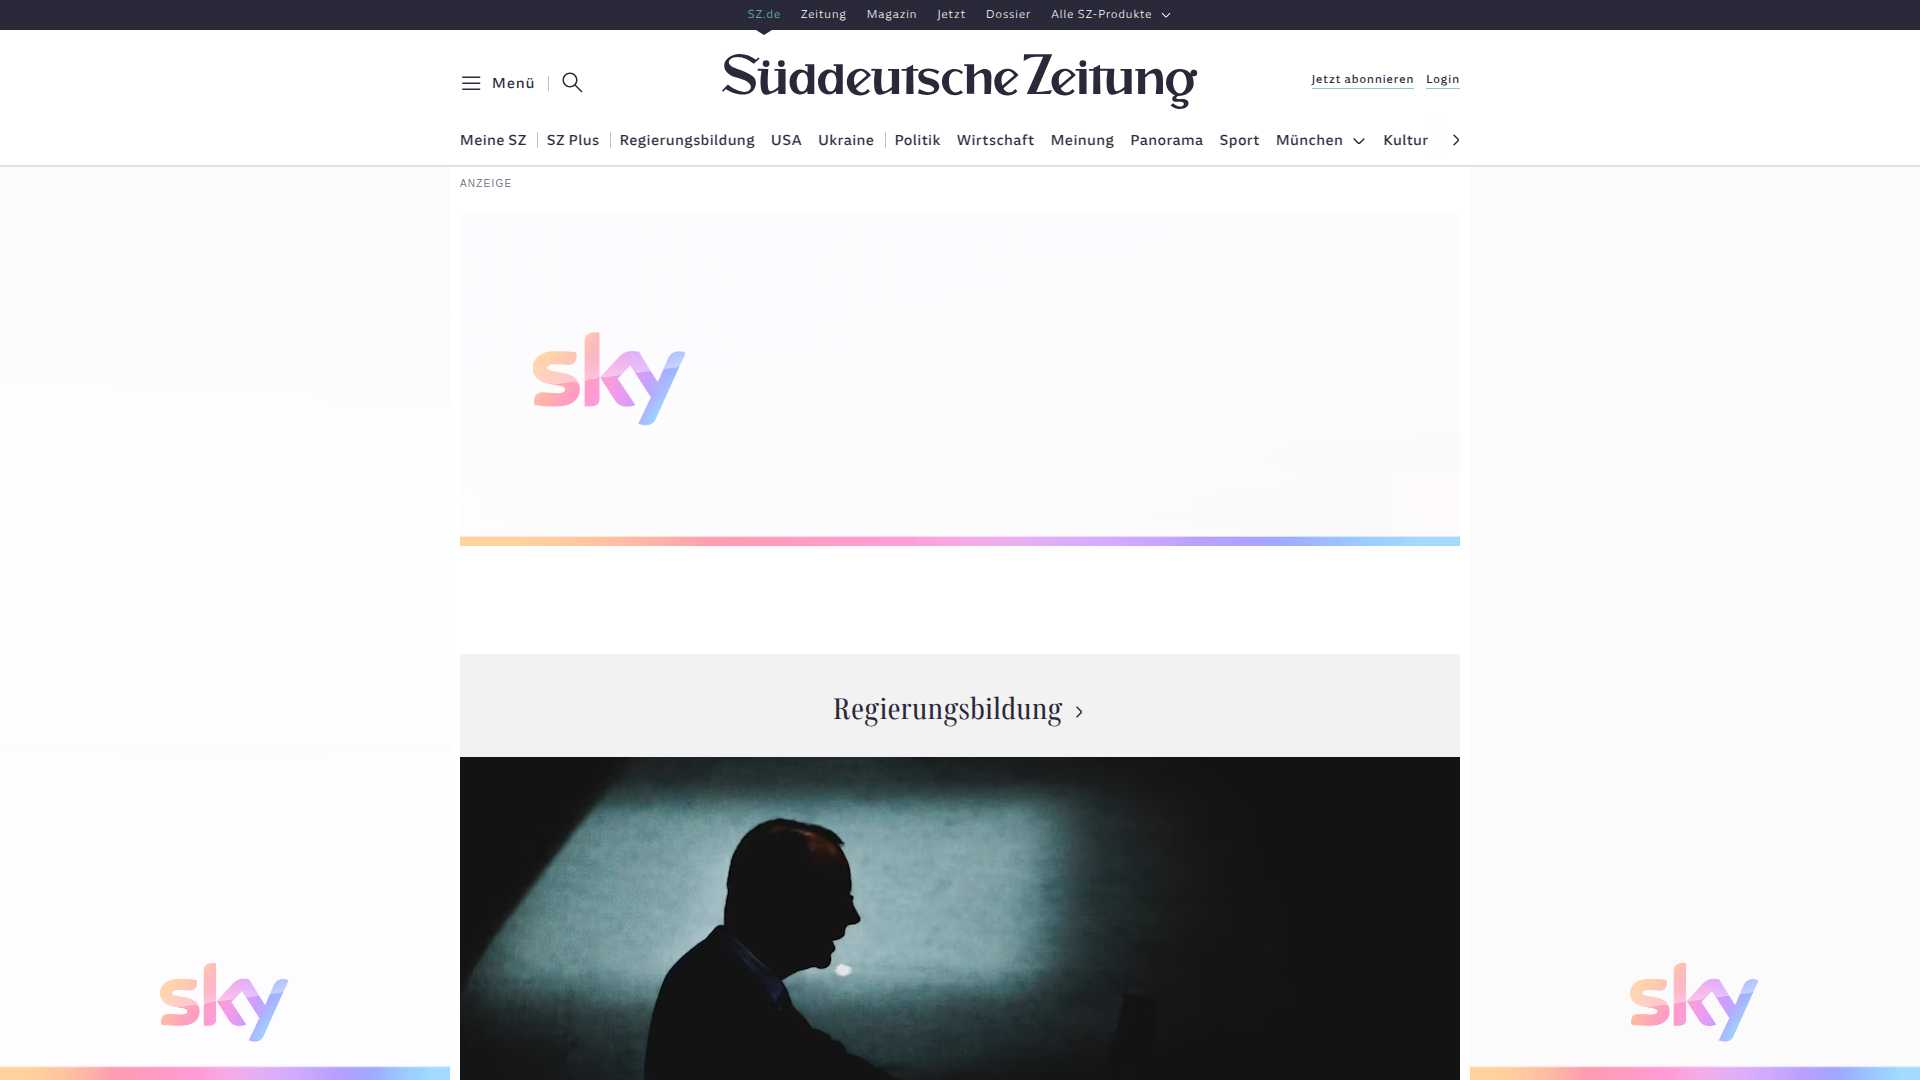 SZ.de Zeitung Magazin Jetzt Dossier Alle SZ-Produkte
Menü
Süddeutsche Zeitung
Jetzt abonnieren Login
Meine SZ SZ Plus Regierungsbildung USA Ukraine Politik Wirtschaft Meinung Panorama Sport München Kultur
ANZEIGE
sky
Regierungsbildung
sky
sky